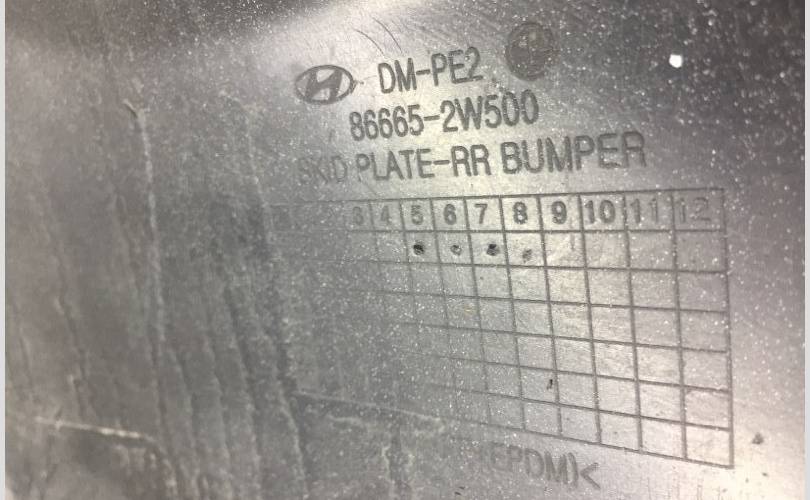 DM-PE2
86665-2W500
SKID PLATE-RR BUMPER
3 4 5 6 7 8 9 10 11 12
(EPDM)<